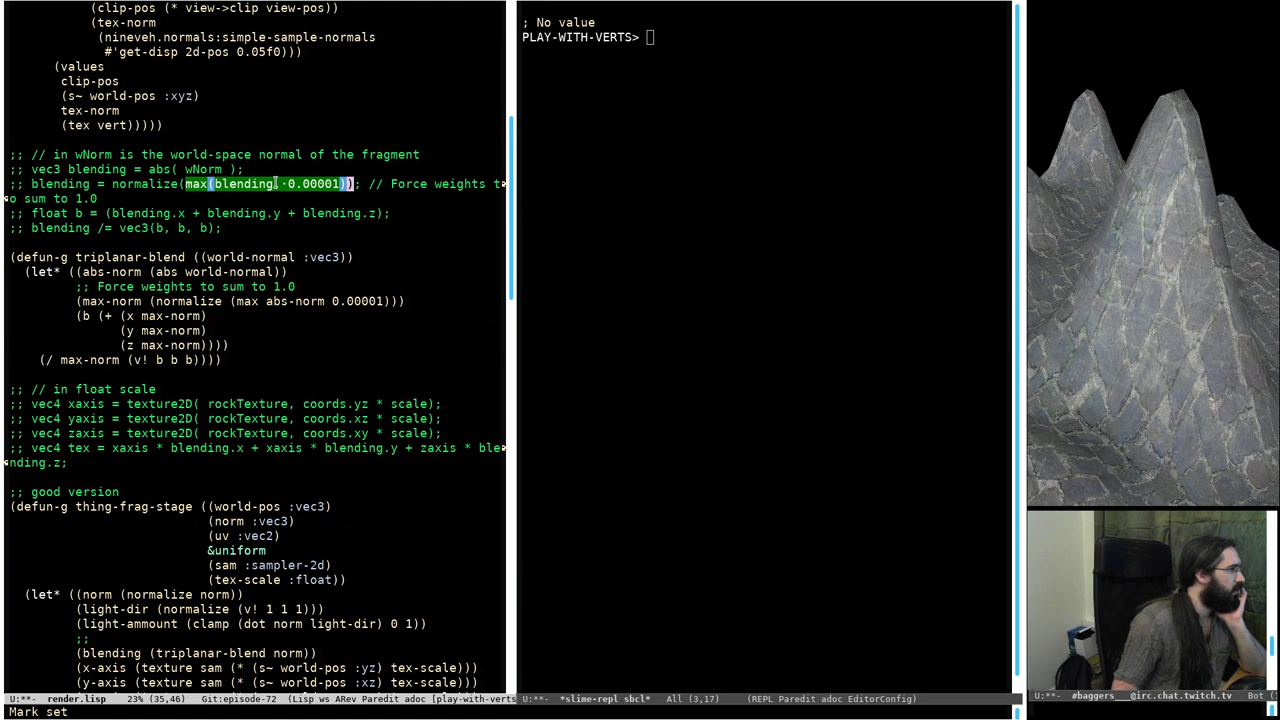 (clip-pos (* view->clip view-pos))
(tex-norm
(nineveh.normals:simple-sample-normals
#'get-disp 2d-pos 0.05f0)))
(values
clip-pos
(s~ world-pos :xyz)
tex-norm
(tex vert)))))
;; // in wNorm is the world-space normal of the fragment
;; vec3 blending = abs( wNorm );
;; blending = normalize(max(blending, 0.00001)); // Force weights t
o sum to 1.0
;; float b = (blending.x + blending.y + blending.z);
;; blending /= vec3(b, b, b);
(defun-g triplanar-blend ((world-normal :vec3))
(let* ((abs-norm (abs world-normal))
;; Force weights to sum to 1.0
(max-norm (normalize (max abs-norm 0.00001)))
(b (+ (x max-norm)
(y max-norm)
(z max-norm))))
(/ max-norm (v! b b b))))
;; // in float scale
;; vec4 xaxis = texture2D( rockTexture, coords.yz * scale);
;; vec4 yaxis = texture2D( rockTexture, coords.xz * scale);
;; vec4 zaxis = texture2D( rockTexture, coords.xy * scale);
;; vec4 tex = xaxis * blending.x + xaxis * blending.y + zaxis * ble
nding.z;
;; good version
(defun-g thing-frag-stage ((world-pos :vec3)
(norm :vec3)
(uv :vec2)
&uniform
(sam :sampler-2d)
(tex-scale :float))
(let* ((norm (normalize norm))
(light-dir (normalize (v! 1 1 1)))
(light-ammount (clamp (dot norm light-dir) 0 1))
;;
(blending (triplanar-blend norm))
(x-axis (texture sam (* (s~ world-pos :yz) tex-scale)))
(y-axis (texture sam (* (s~ world-pos :xz) tex-scale)))
U:**- render.lisp 23% (35,46) Git:episode-72 (Lisp ws ARev Paredit adoc [play-with-verts
Mark set
; No value
PLAY-WITH-VERTS>
U:**- *slime-repl sbcl* All (3,17) (REPL Paredit adoc EditorConfig)
U:**- #baggers___@irc.chat.twitch.tv Bot (